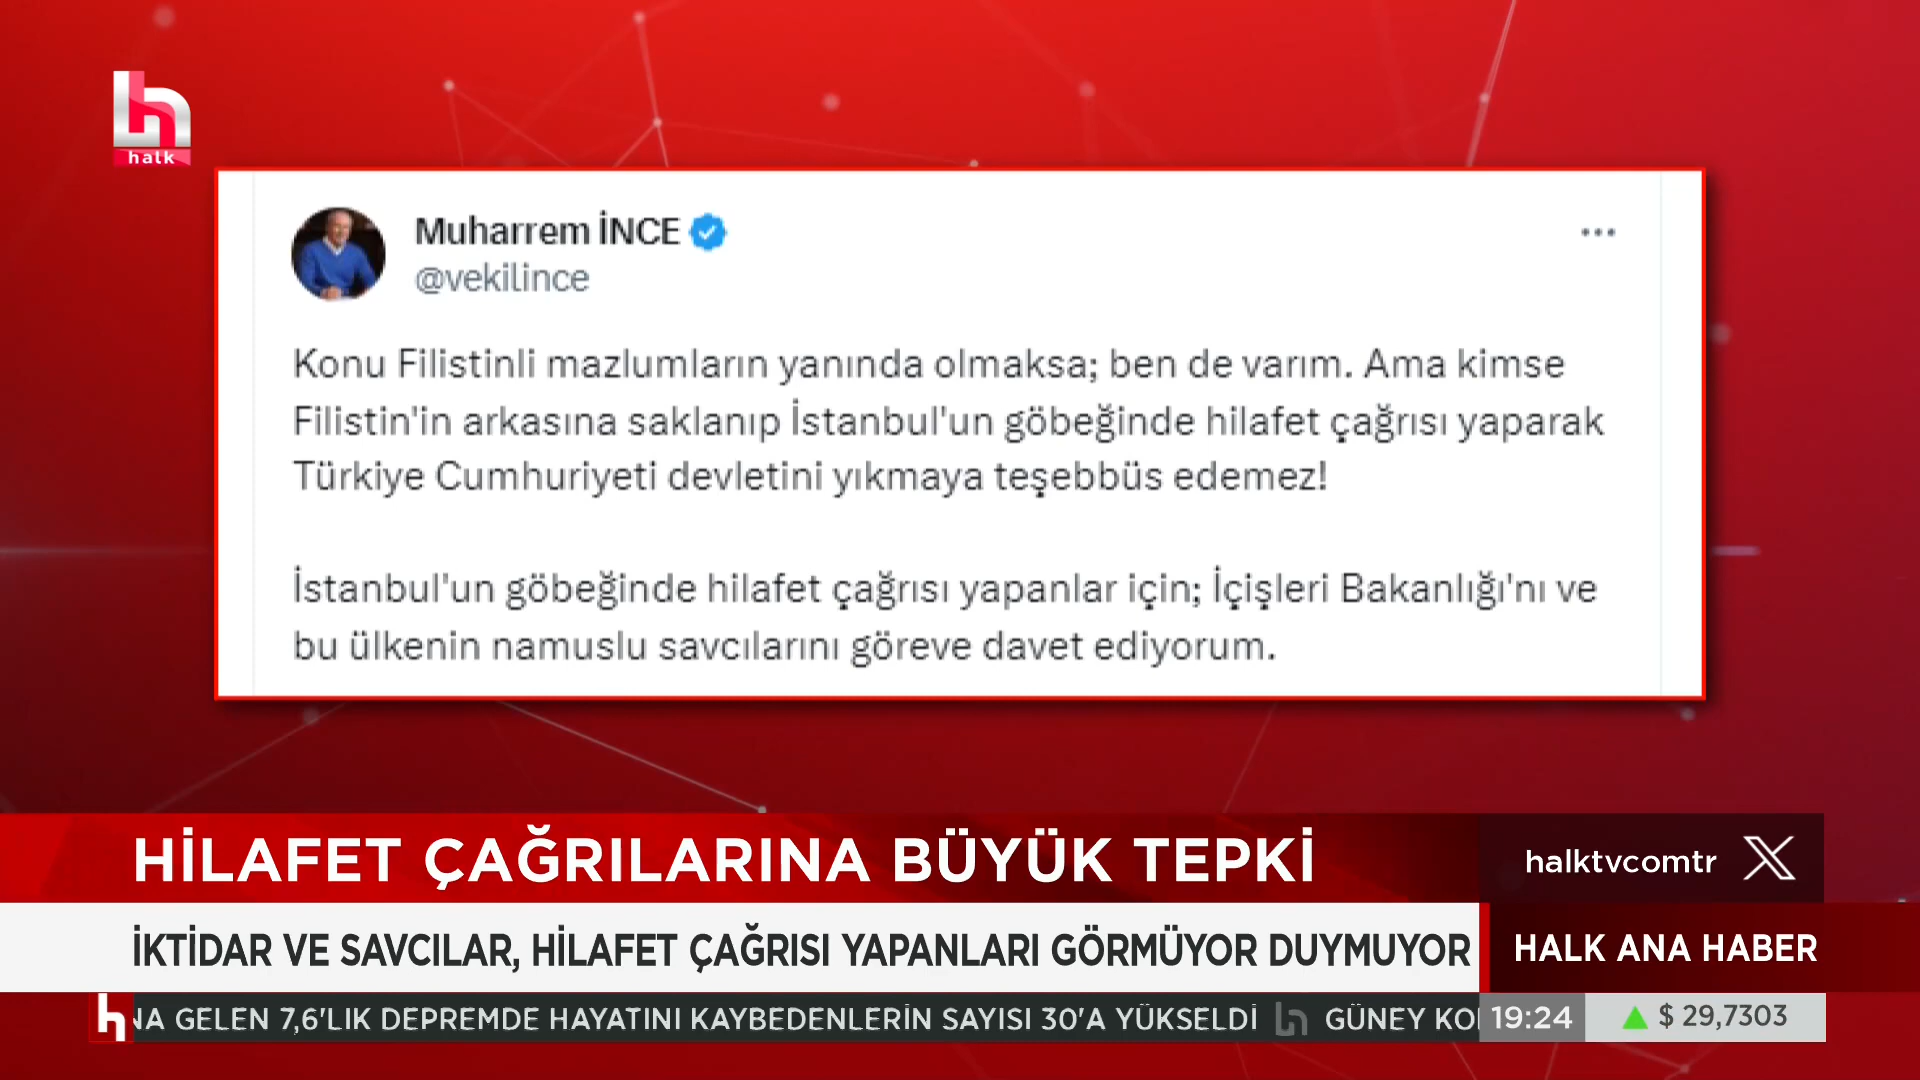 halk
Muharrem İNCE
@vekilince
Konu Filistinli mazlumların yanında olmaksa; ben de varım. Ama kimse
Filistin'in arkasına saklanıp İstanbul'un göbeğinde hilafet çağrısı yaparak
Türkiye Cumhuriyeti devletini yıkmaya teşebbüs edemez!
İstanbul'un göbeğinde hilafet çağrısı yapanlar için; İçişleri Bakanlığı'nı ve
bu ülkenin namuslu savcılarını göreve davet ediyorum.
HİLAFET ÇAĞRILARINA BÜYÜK TEPKİ
halktvcomtr
İKTİDAR VE SAVCILAR, HİLAFET ÇAĞRISI YAPANLARI GÖRMÜYOR DUYMUYOR
HALK ANA HABER
NA GELEN 7,6'LIK DEPREMDE HAYATINI KAYBEDENLERİN SAYISI 30'A YÜKSELDİ GÜNEY KO
19:24
$ 29,7303